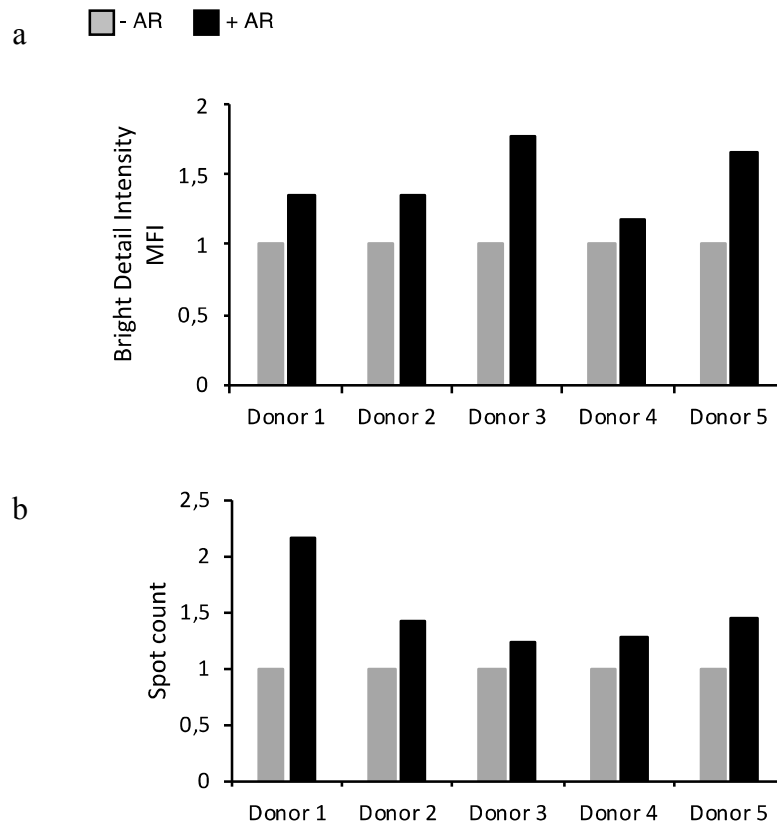 a
- AR + AR
Bright Detail Intensity
MFI
2
1,5
1
0,5
0
Donor 1 Donor 2 Donor 3 Donor 4 Donor 5
b
Spot count
2,5
2
1,5
1
0,5
0
Donor 1 Donor 2 Donor 3 Donor 4 Donor 5